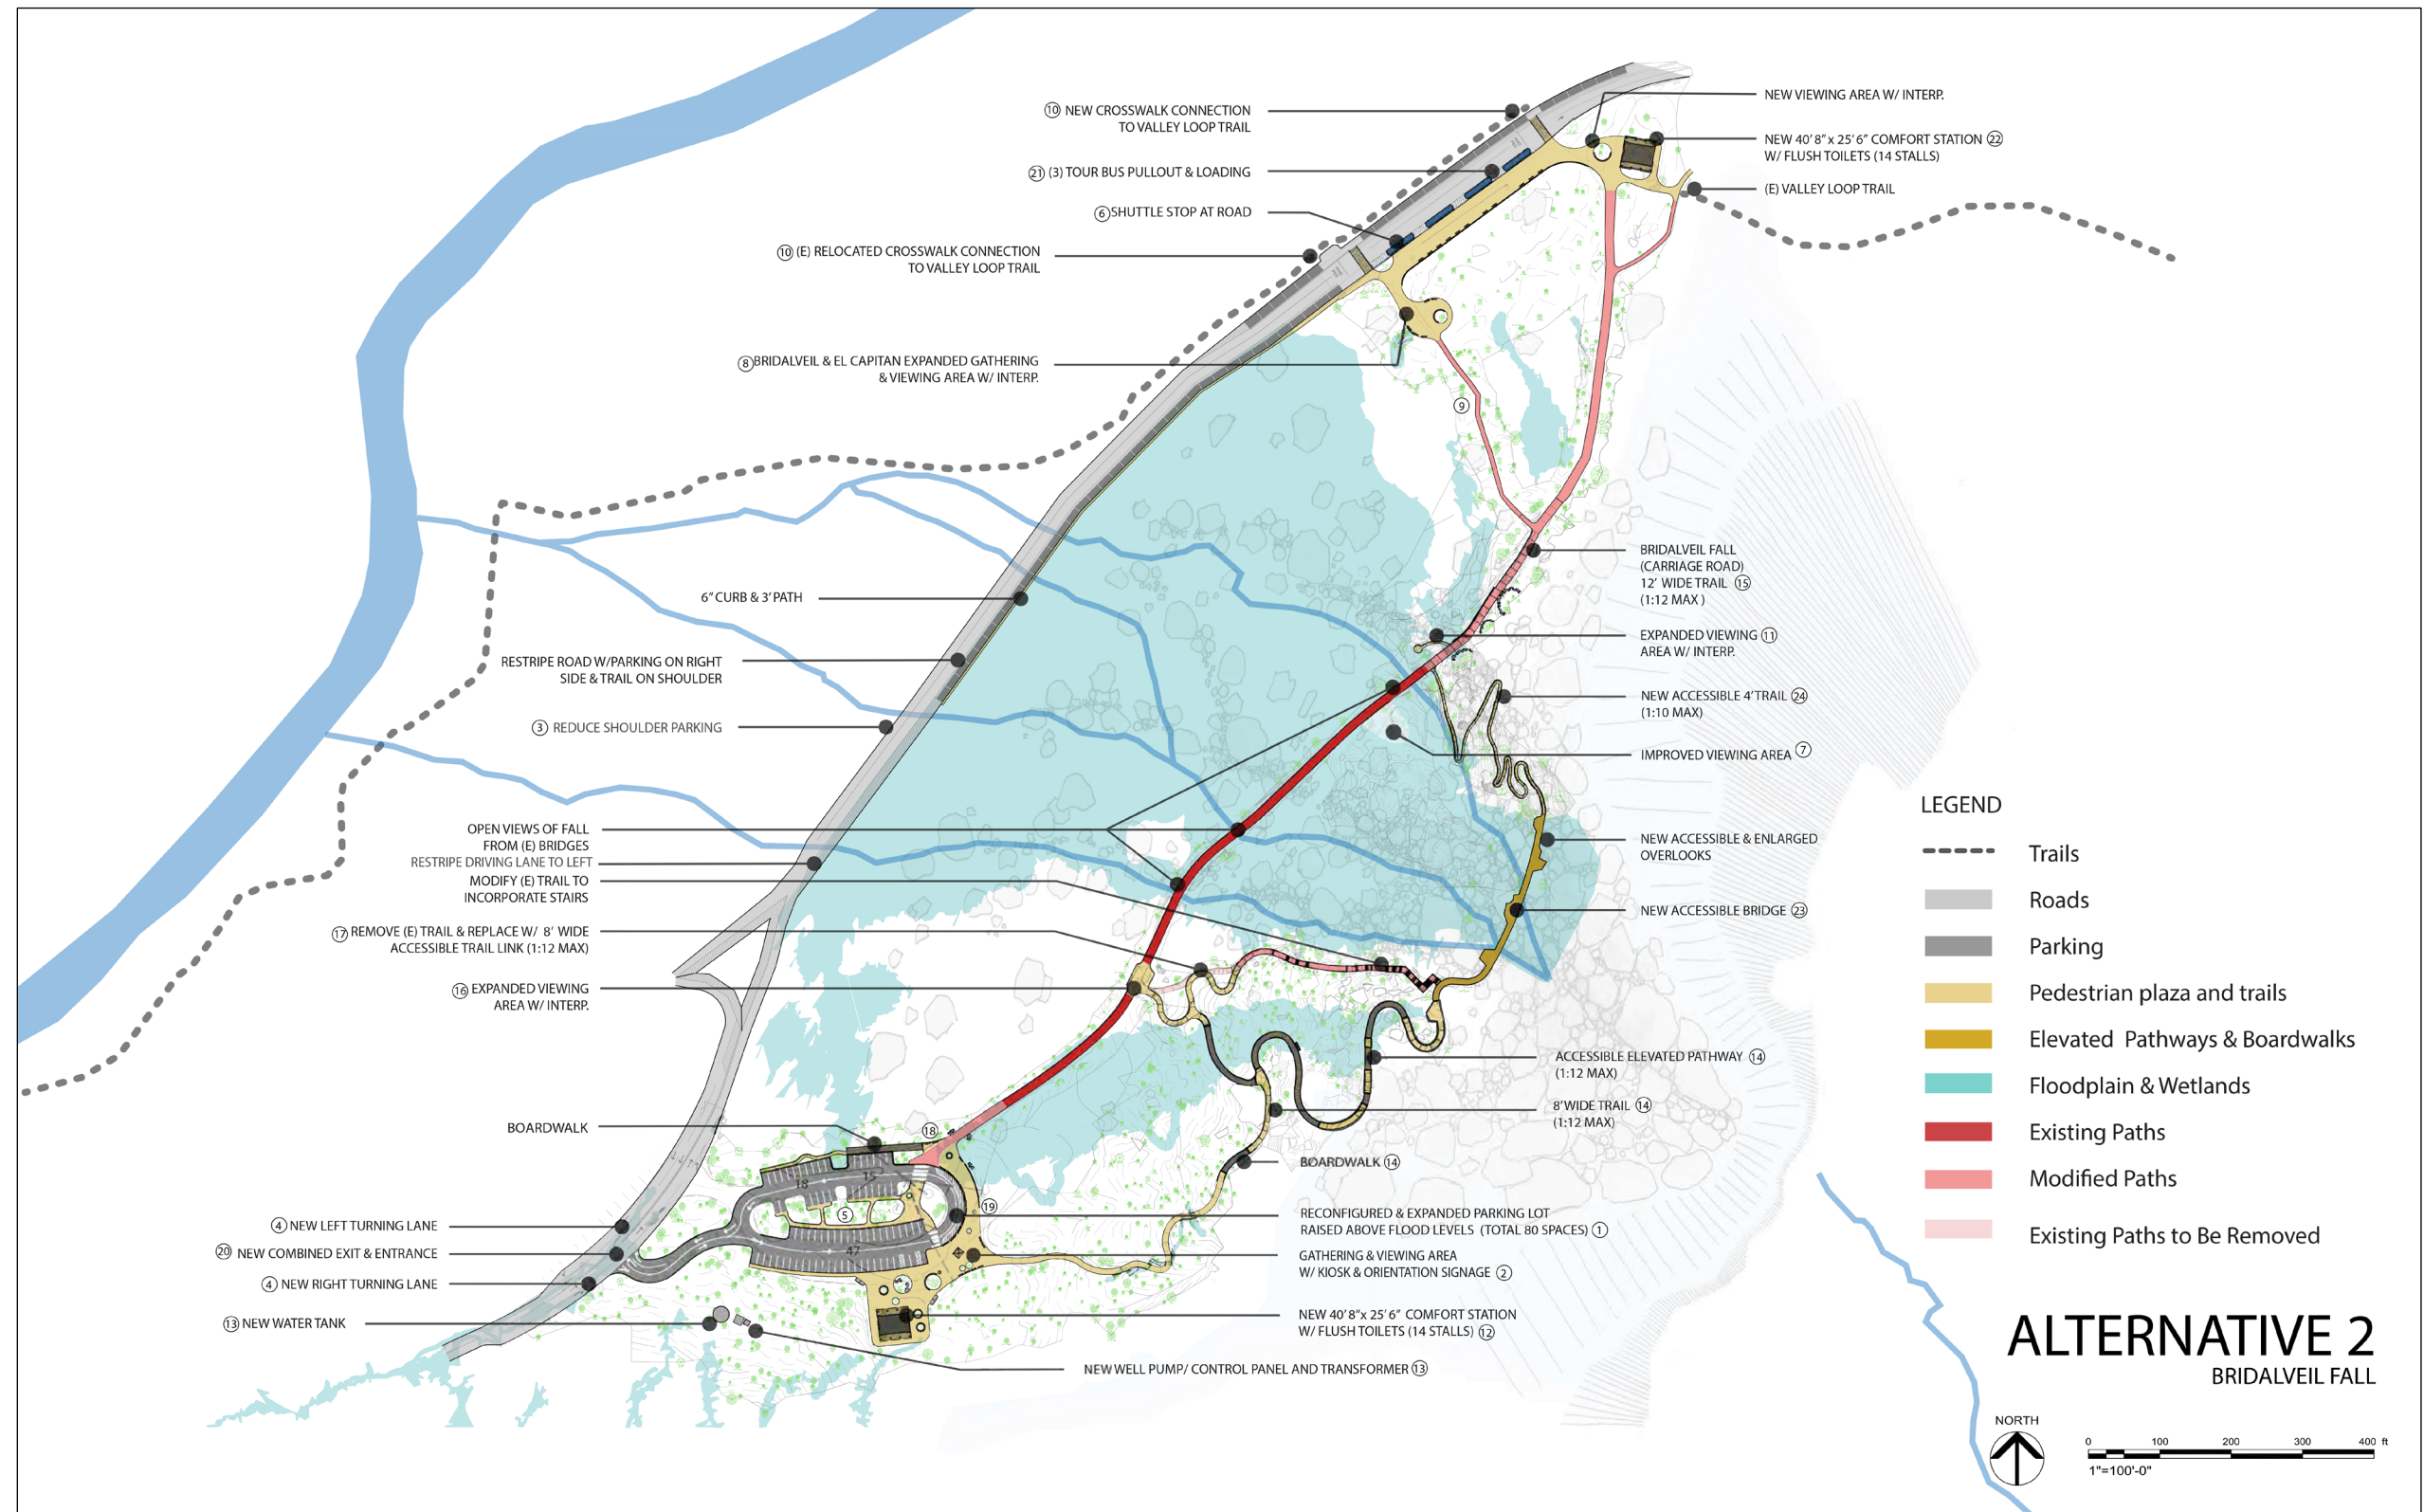 ⑩ NEW CROSSWALK CONNECTION
TO VALLEY LOOP TRAIL
㉑ (3) TOUR BUS PULLOUT & LOADING
⑥ SHUTTLE STOP AT ROAD
⑩ (E) RELOCATED CROSSWALK CONNECTION
TO VALLEY LOOP TRAIL
⑧ BRIDALVEIL & EL CAPITAN EXPANDED GATHERING
& VIEWING AREA W/ INTERP.
NEW VIEWING AREA W/ INTERP.
NEW 40' 8" x 25' 6" COMFORT STATION ㉒
W/ FLUSH TOILETS (14 STALLS)
(E) VALLEY LOOP TRAIL
⑨
6" CURB & 3' PATH
RESTRIPE ROAD W/PARKING ON RIGHT
SIDE & TRAIL ON SHOULDER
③ REDUCE SHOULDER PARKING
BRIDALVEIL FALL
(CARRIAGE ROAD)
12' WIDE TRAIL ⑮
(1:12 MAX )
EXPANDED VIEWING ⑪
AREA W/ INTERP.
NEW ACCESSIBLE 4' TRAIL ㉔
(1:10 MAX)
IMPROVED VIEWING AREA ⑦
OPEN VIEWS OF FALL
FROM (E) BRIDGES
RESTRIPE DRIVING LANE TO LEFT
MODIFY (E) TRAIL TO
INCORPORATE STAIRS
⑰ REMOVE (E) TRAIL & REPLACE W/ 8' WIDE
ACCESSIBLE TRAIL LINK (1:12 MAX)
⑯ EXPANDED VIEWING
AREA W/ INTERP.
NEW ACCESSIBLE & ENLARGED
OVERLOOKS
NEW ACCESSIBLE BRIDGE ㉓
ACCESSIBLE ELEVATED PATHWAY ⑭
(1:12 MAX)
8' WIDE TRAIL ⑭
(1:12 MAX)
BOARDWALK
⑱
BOARDWALK ⑭
18
15
⑤
47
⑲
RECONFIGURED & EXPANDED PARKING LOT
RAISED ABOVE FLOOD LEVELS (TOTAL 80 SPACES) ①
④ NEW LEFT TURNING LANE
⑳ NEW COMBINED EXIT & ENTRANCE
④ NEW RIGHT TURNING LANE
⑬ NEW WATER TANK
GATHERING & VIEWING AREA
W/ KIOSK & ORIENTATION SIGNAGE ②
NEW 40' 8" x 25' 6" COMFORT STATION
W/ FLUSH TOILETS (14 STALLS) ⑫
NEW WELL PUMP/ CONTROL PANEL AND TRANSFORMER ⑬
LEGEND
Trails
Roads
Parking
Pedestrian plaza and trails
Elevated Pathways & Boardwalks
Floodplain & Wetlands
Existing Paths
Modified Paths
Existing Paths to Be Removed
ALTERNATIVE 2
BRIDALVEIL FALL
NORTH
0 100 200 300 400 ft
1"=100'-0"